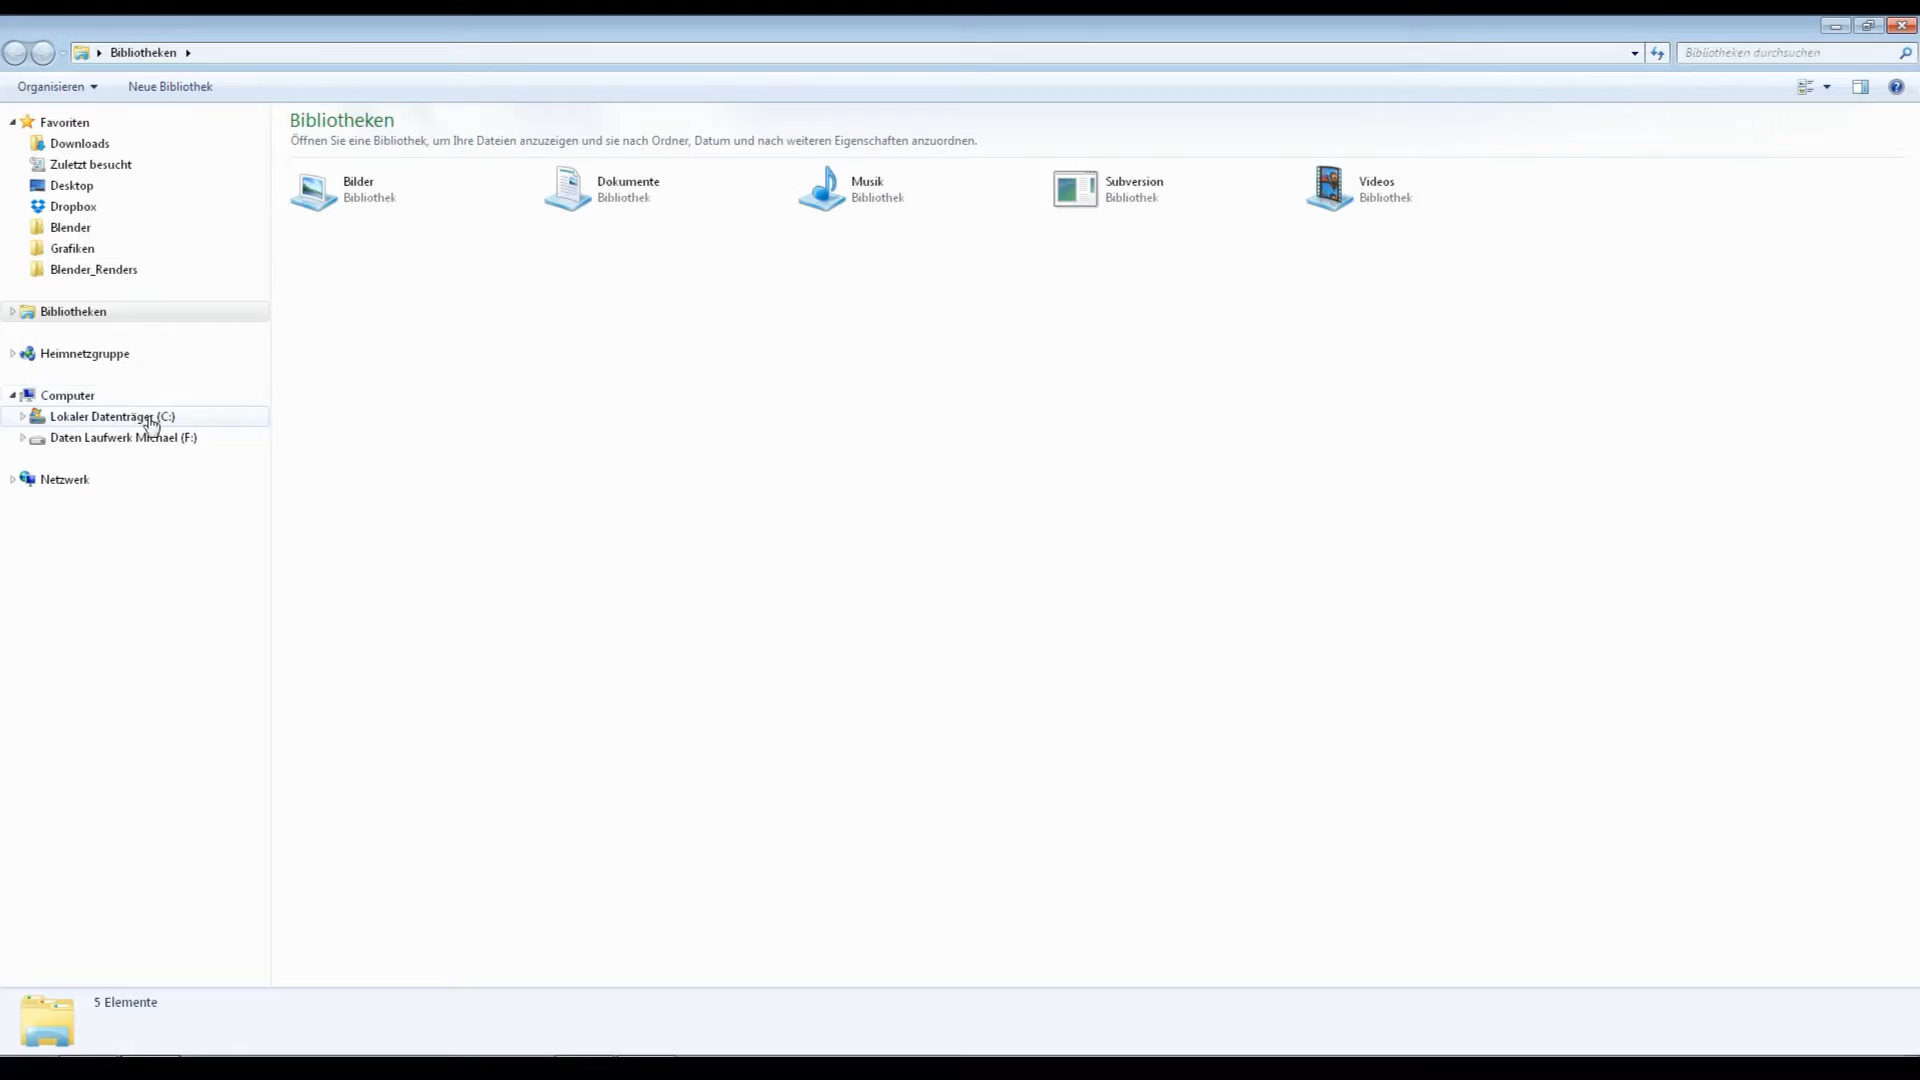 Bibliotheken
Bibliotheken durchsuchen
Organisieren
Neue Bibliothek
Favoriten
Downloads
Zuletzt besucht
Desktop
Dropbox
Blender
Grafiken
Blender_Renders
Bibliotheken
Heimnetzgruppe
Computer
Lokaler Datenträger (C:)
Daten Laufwerk Michael (F:)
Netzwerk
Bibliotheken
Öffnen Sie eine Bibliothek, um Ihre Dateien anzuzeigen und sie nach Ordner, Datum und nach weiteren Eigenschaften anzuordnen.
Bilder
Bibliothek
Dokumente
Bibliothek
Musik
Bibliothek
Subversion
Bibliothek
Videos
Bibliothek
5 Elemente